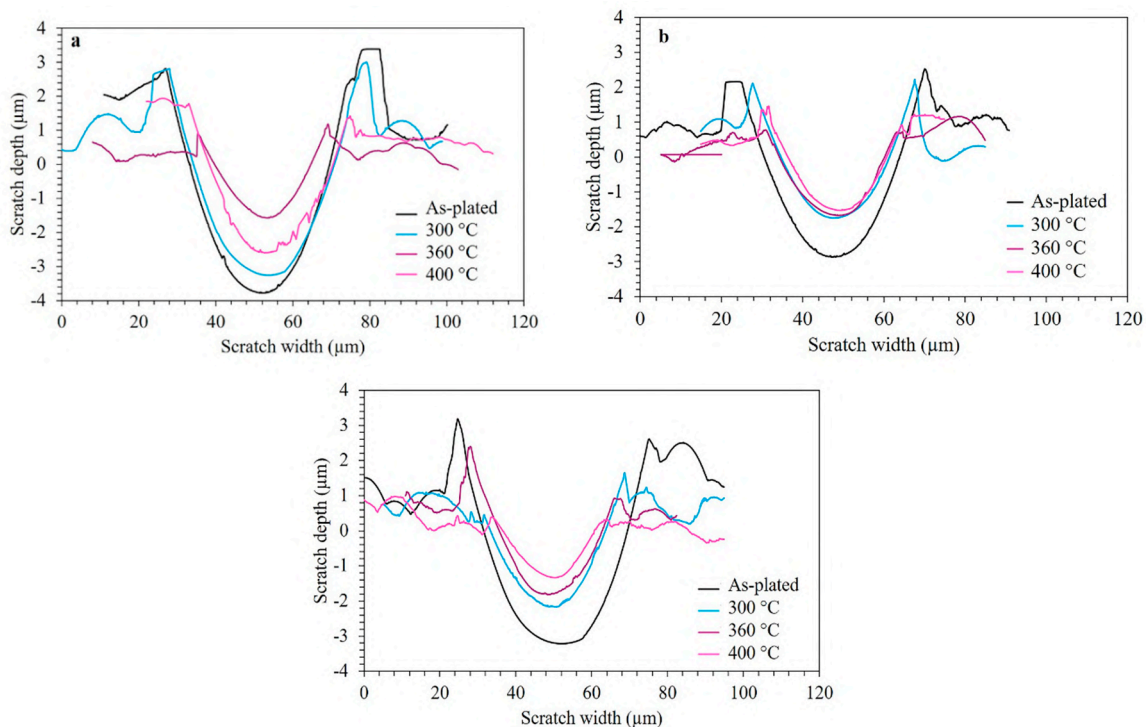 a
4
3
2
1
0
-1
-2
-3
-4
Scratch depth (µm)
As-plated
300 °C
360 °C
400 °C
0 20 40 60 80 100 120
Scratch width (µm)
b
4
3
2
1
0
-1
-2
-3
-4
Scratch depth (µm)
As-plated
300 °C
360 °C
400 °C
0 20 40 60 80 100 120
Scratch width (µm)
4
3
2
1
0
-1
-2
-3
-4
Scratch depth (µm)
As-plated
300 °C
360 °C
400 °C
0 20 40 60 80 100 120
Scratch width (µm)